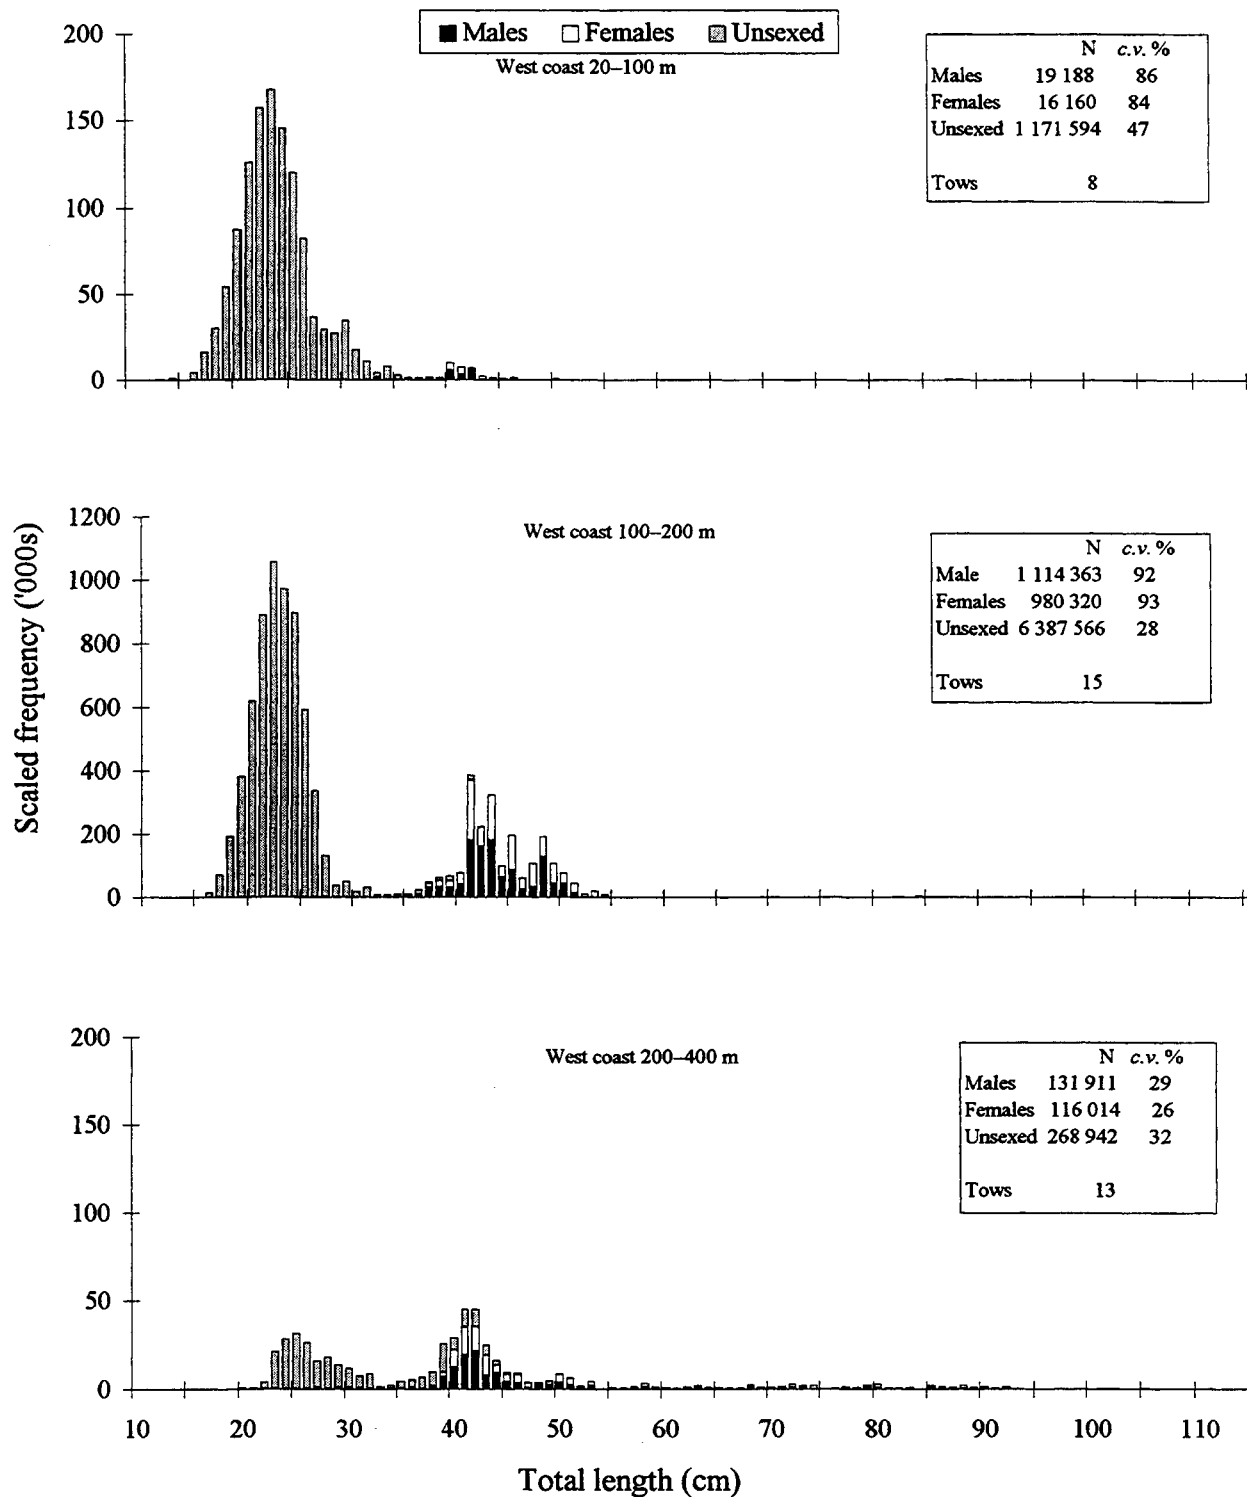 Males Females Unsexed
West coast 20–100 m
200
150
100
50
0
N c.v. %
Males 19 188 86
Females 16 160 84
Unsexed 1 171 594 47
Tows 8
Scaled frequency ('000s)
West coast 100–200 m
1200
1000
800
600
400
200
0
N c.v. %
Male 1 114 363 92
Females 980 320 93
Unsexed 6 387 566 28
Tows 15
West coast 200–400 m
200
150
100
50
0
N c.v. %
Males 131 911 29
Females 116 014 26
Unsexed 268 942 32
Tows 13
10 20 30 40 50 60 70 80 90 100 110
Total length (cm)